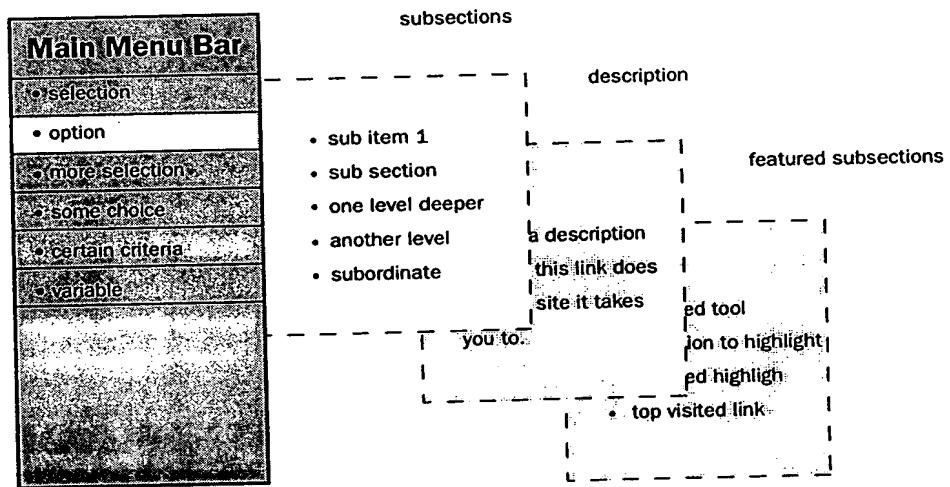 subsections
Main Menu Bar
description
• selection
• option
• sub item 1
featured subsections
• more selection
• sub section
• some choice
• one level deeper
• certain criteria
• another level
a description
• variable
• subordinate
this link does
site it takes
ed tool
you to.
ion to highlight
ed highligh
• top visited link